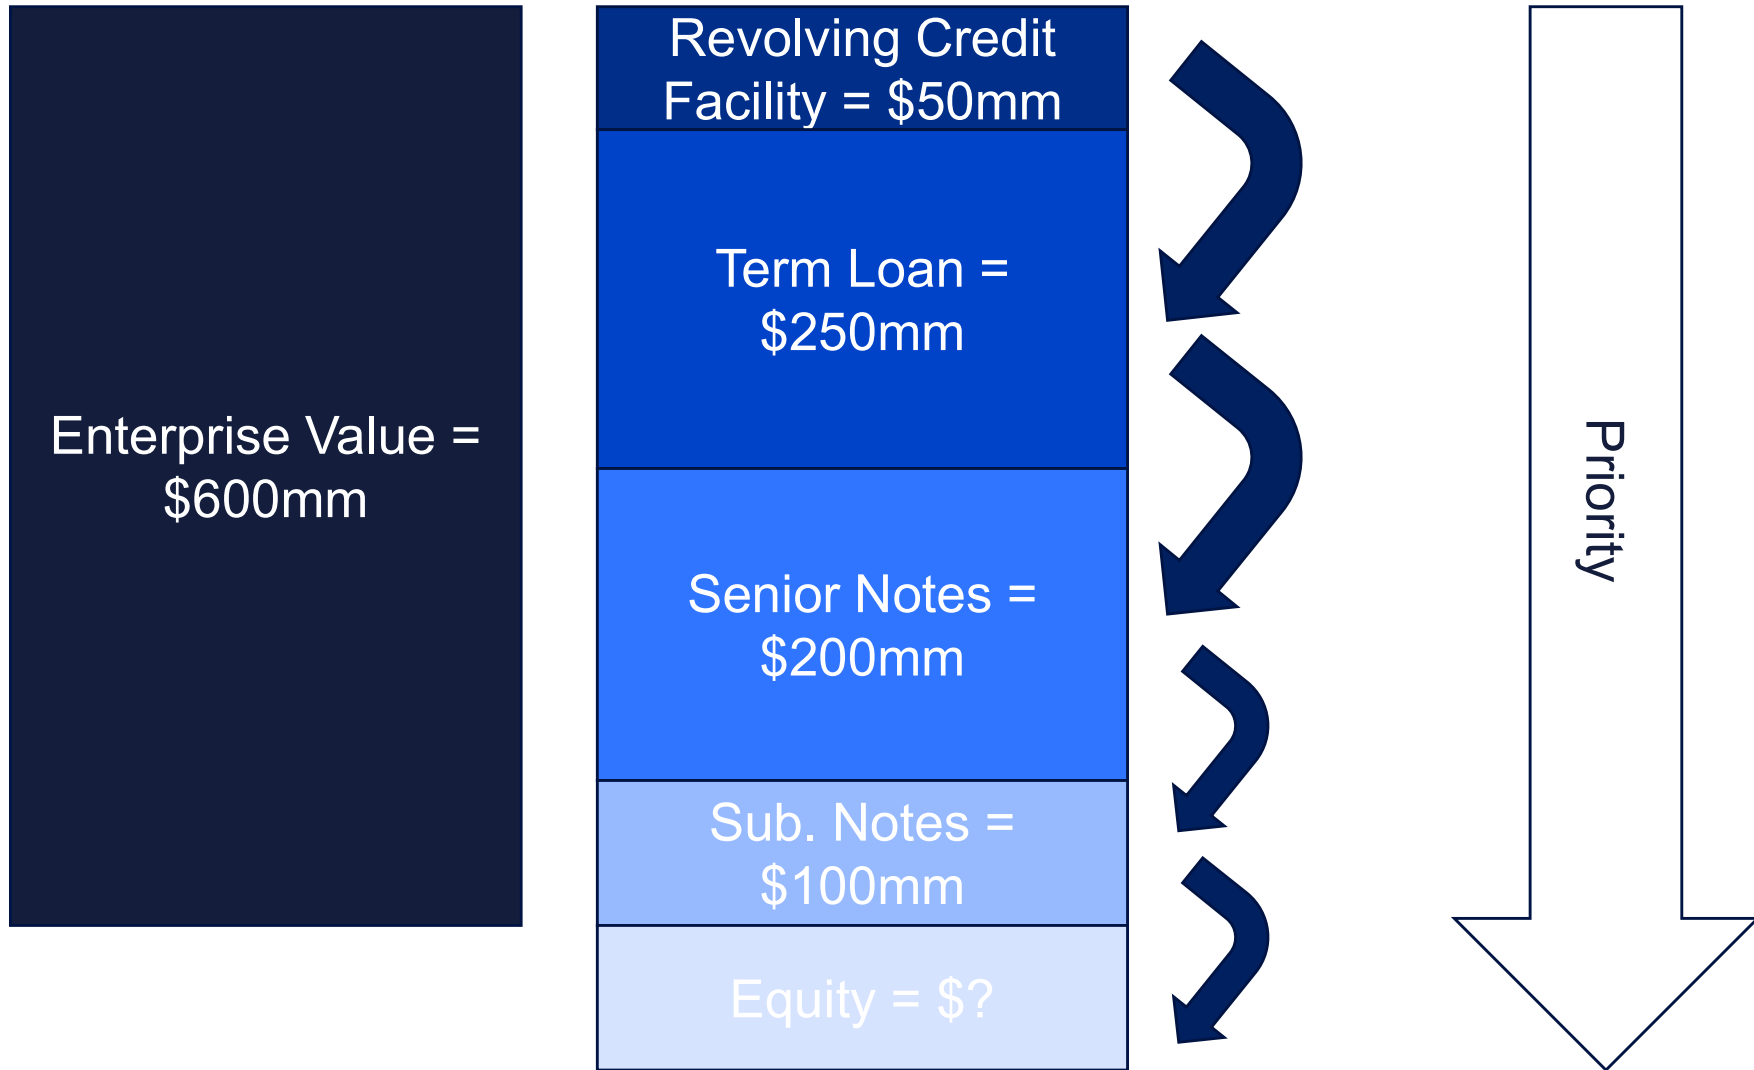 Enterprise Value =
$600mm
Revolving Credit
Facility = $50mm
Term Loan =
$250mm
Senior Notes =
$200mm
Sub. Notes =
$100mm
Equity = $?
Priority